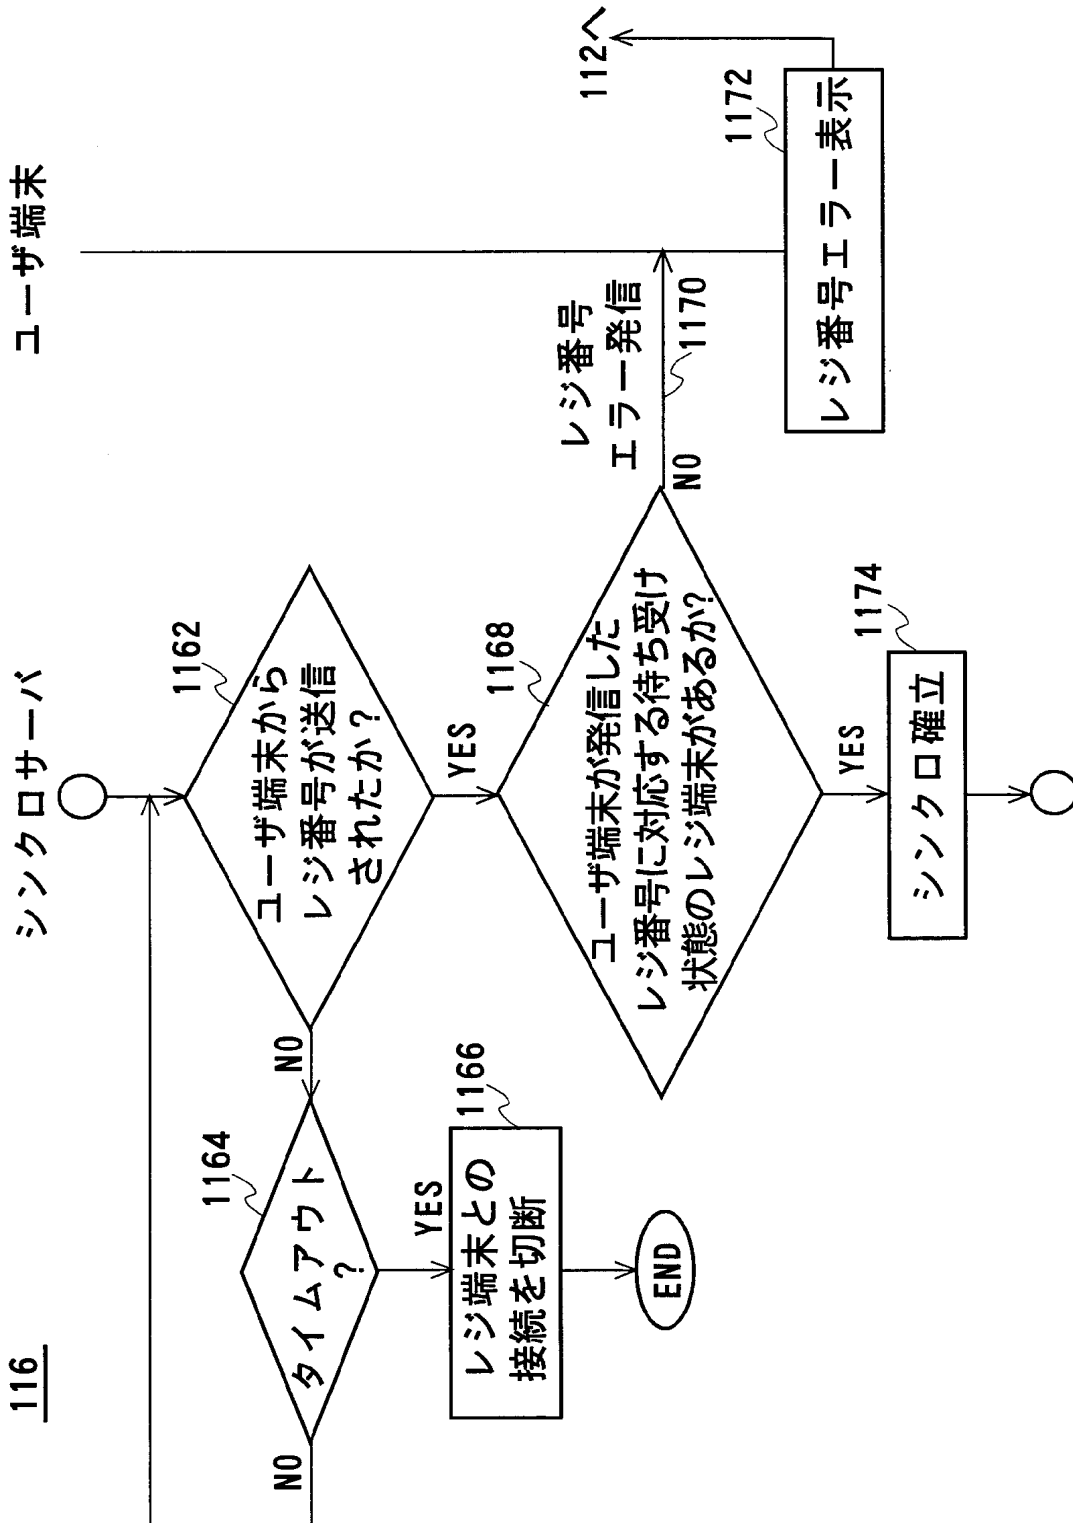 116
シンクロサーバ
ユーザ端末
1162
ユーザ端末から
レジ番号が送信
されたか？
NO
YES
1164
タイムアウト
？
NO
YES
1166
レジ端末との
接続を切断
END
1168
ユーザ端末が発信した
レジ番号に対応する待ち受け
状態のレジ端末があるか？
NO
YES
レジ番号
エラー発信
1170
1172
レジ番号エラー表示
112へ
1174
シンクロ確立